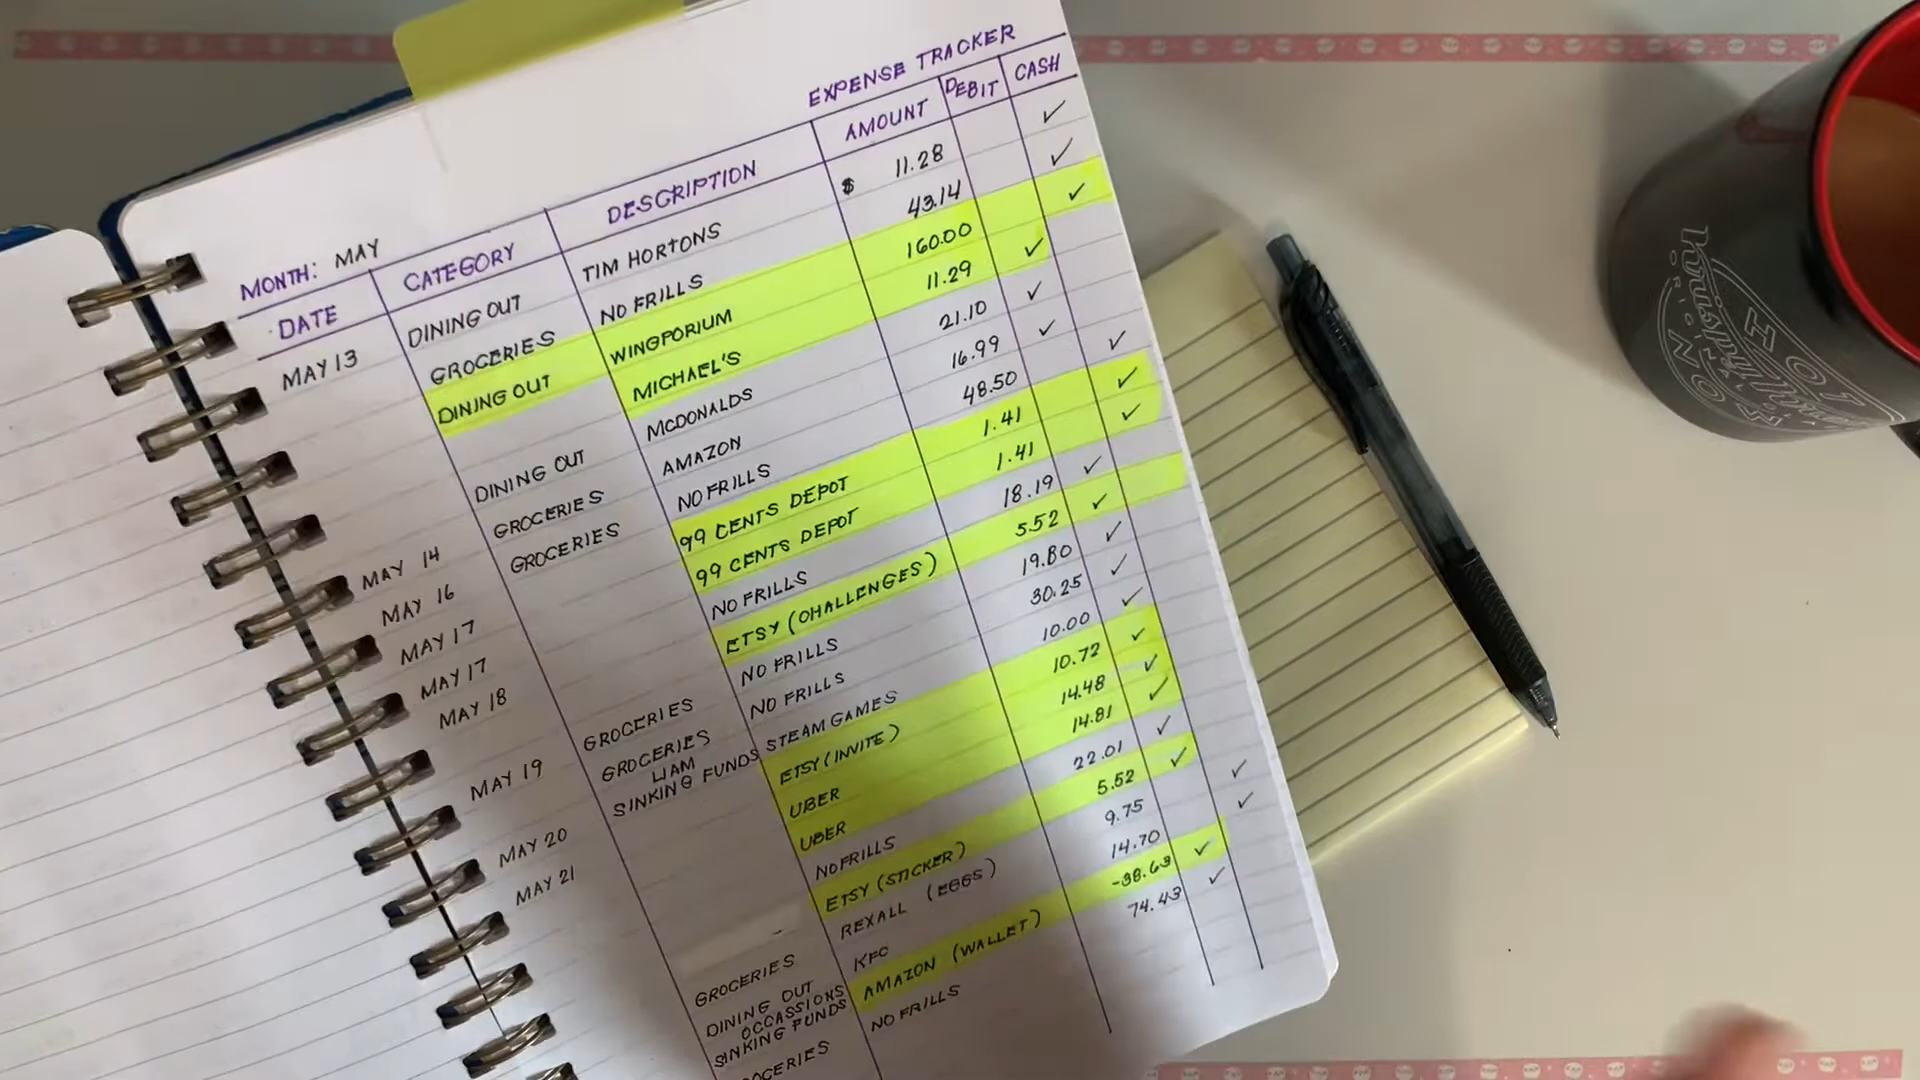 EXPENSE TRACKER
MONTH: MAY
DATE CATEGORY DESCRIPTION AMOUNT DEBIT CASH
MAY 13 DINING OUT TIM HORTONS $ 11.28 ✓
GROCERIES NO FRILLS 43.14 ✓
DINING OUT WINGPORIUM 160.00 ✓
MICHAEL'S 11.29 ✓
DINING OUT MCDONALDS 21.10 ✓
MAY 14 GROCERIES AMAZON 16.99 ✓
MAY 16 GROCERIES NO FRILLS 48.50 ✓
MAY 17 99 CENTS DEPOT 1.41 ✓
MAY 17 99 CENTS DEPOT 1.41 ✓
MAY 18 NO FRILLS 18.19 ✓
ETSY (CHALLENGES) 5.52 ✓
MAY 19 GROCERIES NO FRILLS 19.80 ✓
GROCERIES NO FRILLS 30.25 ✓
LIAM SINKING FUNDS STEAM GAMES 10.00 ✓
MAY 20 ETSY (INVITE) 10.72 ✓
MAY 21 UBER 14.48 ✓
UBER 14.81 ✓
NO FRILLS 22.01 ✓
ETSY (STICKER) 5.52 ✓
GROCERIES REXALL (EGGS) 9.75 ✓
DINING OUT KFC 14.70 ✓
OCCASSIONS SINKING FUNDS AMAZON (WALLET) -38.63 ✓
GROCERIES NO FRILLS 74.43 ✓